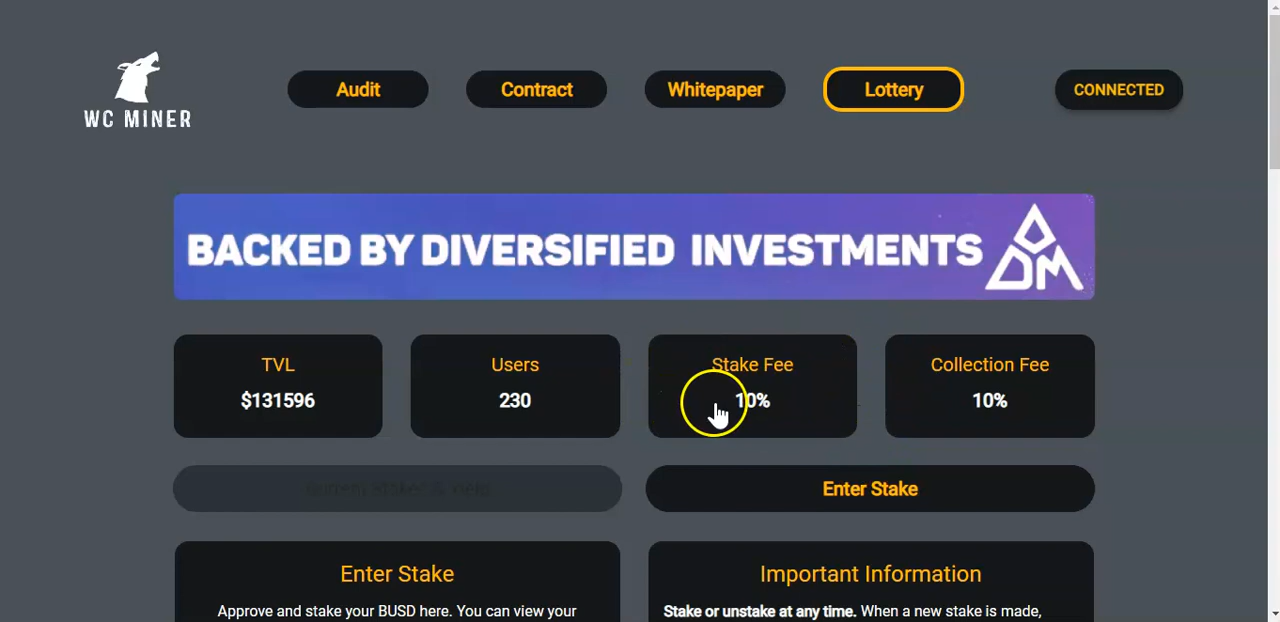 WC MINER
Audit Contract Whitepaper Lottery CONNECTED
BACKED BY DIVERSIFIED INVESTMENTS
TVL Users Stake Fee Collection Fee
$131596 230 10% 10%
Enter Stake
Enter Stake
Approve and stake your BUSD here. You can view your
Important Information
Stake or unstake at any time. When a new stake is made,